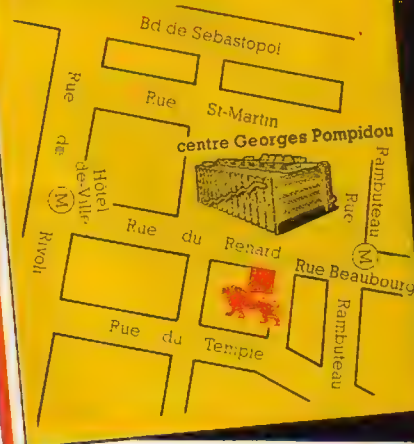 Bd de Sebastopol
Rue St-Martin
centre Georges Pompidou
Rue de Rivoli
Hôtel
de-Ville
M
Rue Rambuteau
M
Rue du Renard
Rue Beaubourg
Rambuteau
Rue du Temple